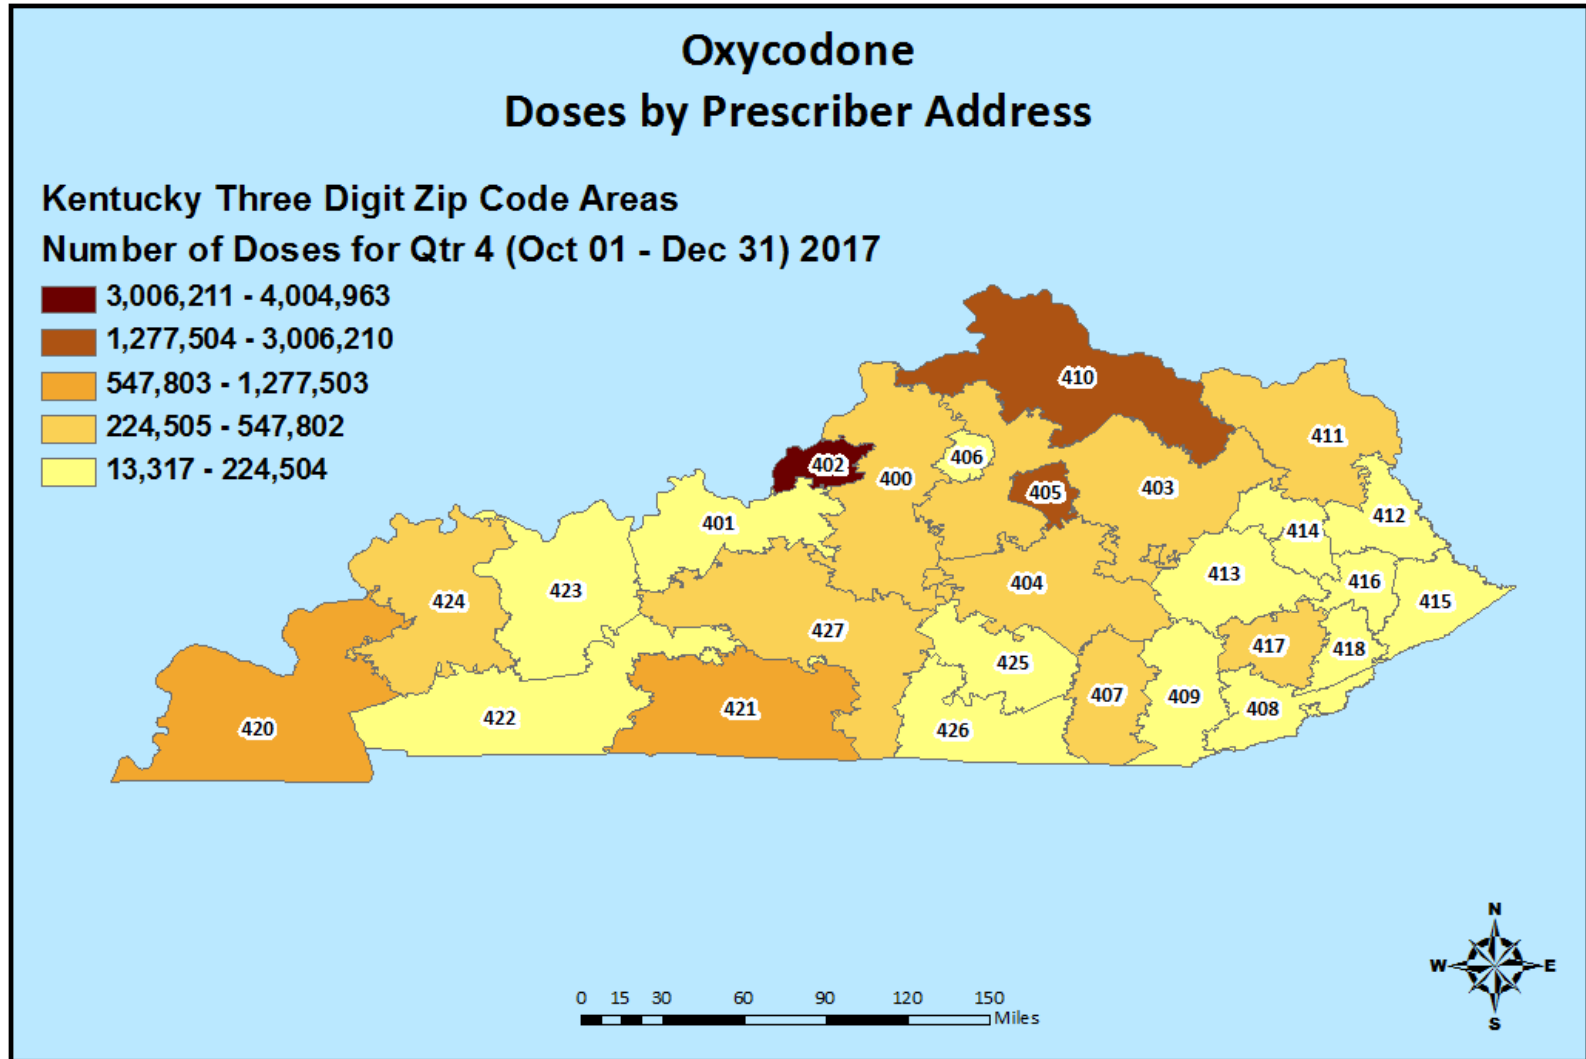 Oxycodone
Doses by Prescriber Address
Kentucky Three Digit Zip Code Areas
Number of Doses for Qtr 4 (Oct 01 - Dec 31) 2017
3,006,211 - 4,004,963
1,277,504 - 3,006,210
547,803 - 1,277,503
224,505 - 547,802
13,317 - 224,504
410
411
406
402
400
403
405
401
412
414
413
416
404
423
424
415
427
417
418
425
407
409
408
421
422
420
426
N
W E
S
0 15 30 60 90 120 150
Miles